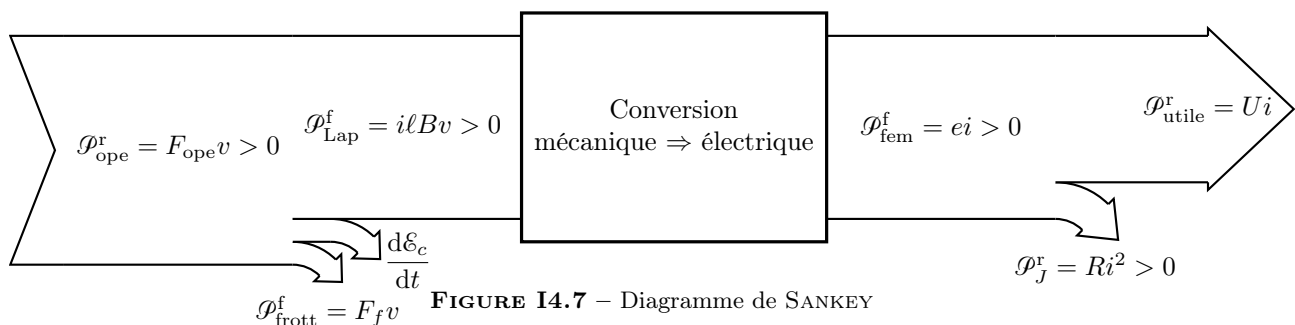 𝒫^r_ope = F_ope v > 0
𝒫^f_Lap = iℓBv > 0
Conversion
mécanique ⇒ électrique
𝒫^f_fem = ei > 0
𝒫^r_utile = Ui
dℰ_c
dt
𝒫^f_frott = F_f v
𝒫^r_J = Ri² > 0
FIGURE I4.7 – Diagramme de SANKEY